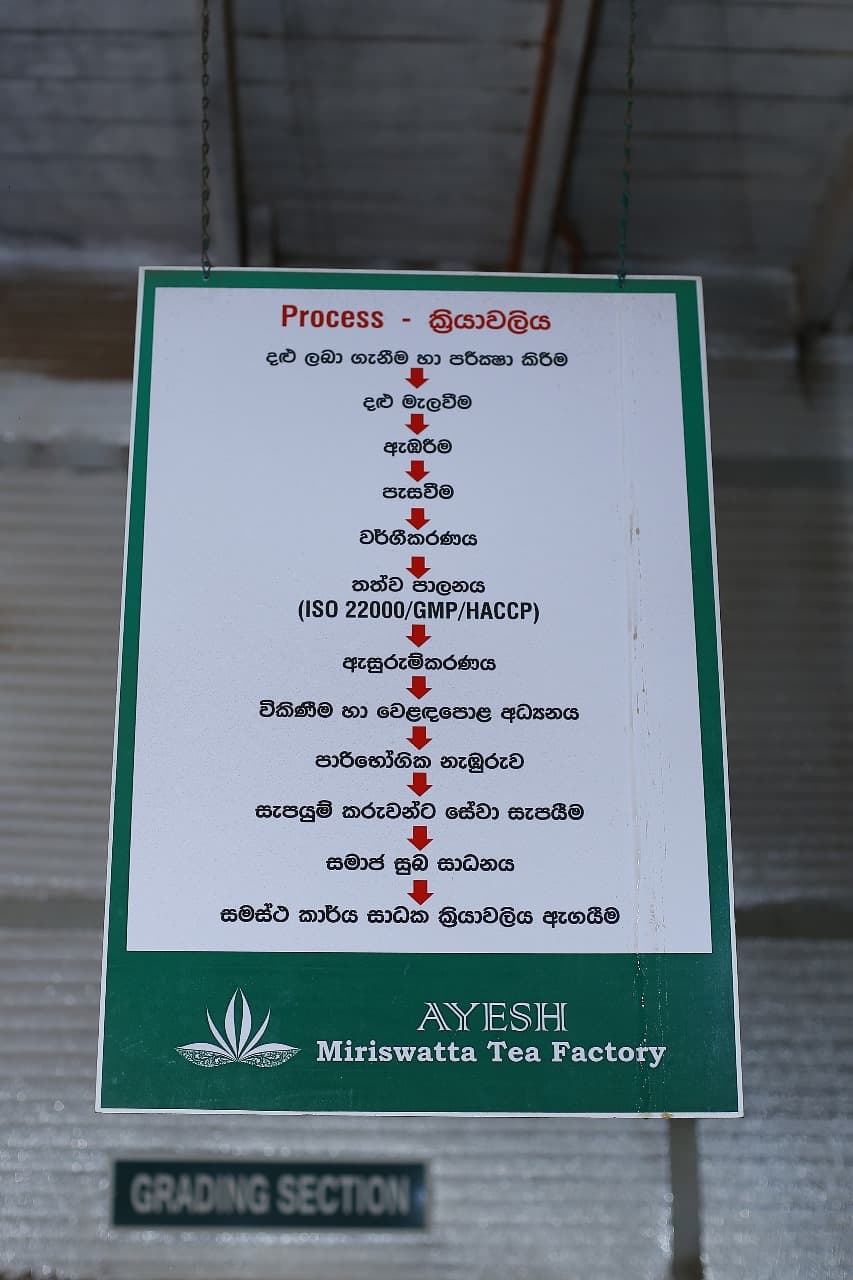 Process - ක්‍රියාවලිය
දළු ලබා ගැනීම හා පරීක්‍ෂා කිරීම
දළු මැලවීම
ඇඹරීම
පැසවීම
වර්ගීකරණය
තත්ව පාලනය
(ISO 22000/GMP/HACCP)
ඇසුරුම්කරණය
විකිණීම හා වෙළඳපොළ අධ්‍යනය
පාරිභෝගික නැඹුරුව
සැපයුම් කරුවන්ට සේවා සැපයීම
සමාජ සුබ සාධනය
සමස්ථ කාර්ය සාධක ක්‍රියාවලිය ඇගයීම
AYESH
Miriswatta Tea Factory
GRADING SECTION